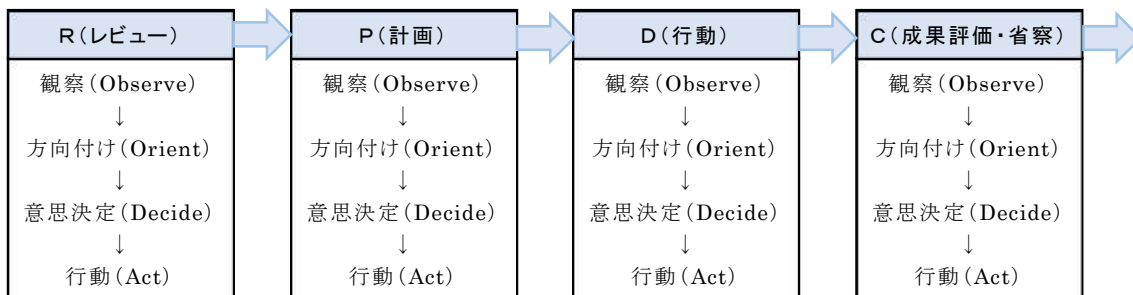 R(レビュー)
観察(Observe)
↓
方向付け(Orient)
↓
意思決定(Decide)
↓
行動(Act)
P(計画)
観察(Observe)
↓
方向付け(Orient)
↓
意思決定(Decide)
↓
行動(Act)
D(行動)
観察(Observe)
↓
方向付け(Orient)
↓
意思決定(Decide)
↓
行動(Act)
C(成果評価・省察)
観察(Observe)
↓
方向付け(Orient)
↓
意思決定(Decide)
↓
行動(Act)